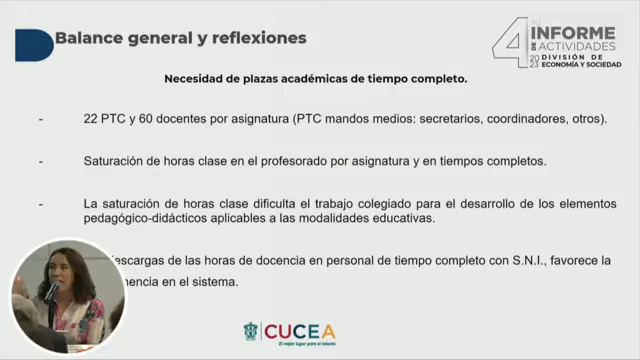 Balance general y reflexiones
4
TO
INFORME
DE ACTIVIDADES
2023 DIVISIÓN DE
ECONOMÍA Y SOCIEDAD
Necesidad de plazas académicas de tiempo completo.
- 22 PTC y 60 docentes por asignatura (PTC mandos medios: secretarios, coordinadores, otros).
- Saturación de horas clase en el profesorado por asignatura y en tiempos completos.
- La saturación de horas clase dificulta el trabajo colegiado para el desarrollo de los elementos
pedagógico-didácticos aplicables a las modalidades educativas.
descargas de las horas de docencia en personal de tiempo completo con S.N.I., favorece la
en el sistema.
CUCEA
El mejor lugar para el talento